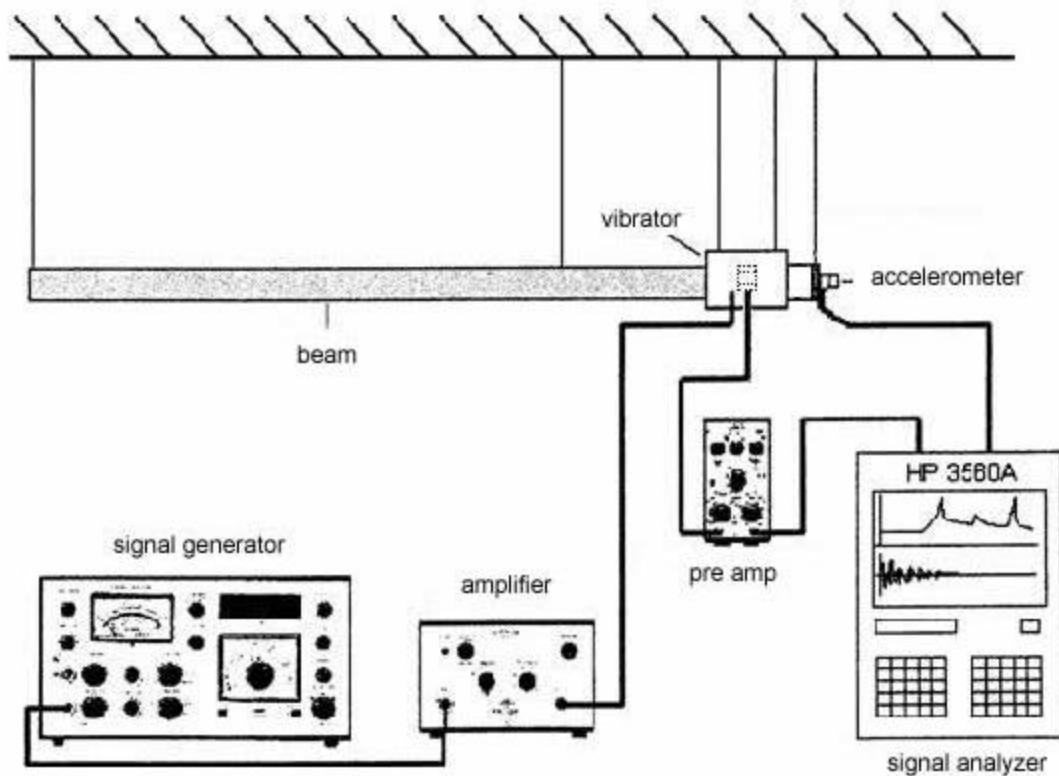 vibrator
accelerometer
beam
HP 3560A
signal generator
amplifier
pre amp
signal analyzer